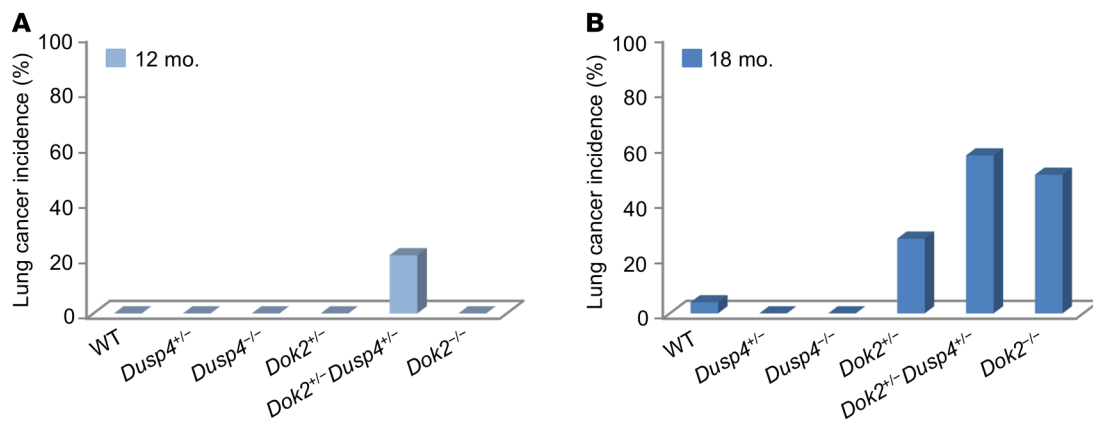 A
Lung cancer incidence (%)
100
80
60
40
20
0
12 mo.
WT
Dusp4+/–
Dusp4–/–
Dok2+/–
Dok2+/– Dusp4+/–
Dok2–/–
B
Lung cancer incidence (%)
100
80
60
40
20
0
18 mo.
WT
Dusp4+/–
Dusp4–/–
Dok2+/–
Dok2+/– Dusp4+/–
Dok2–/–